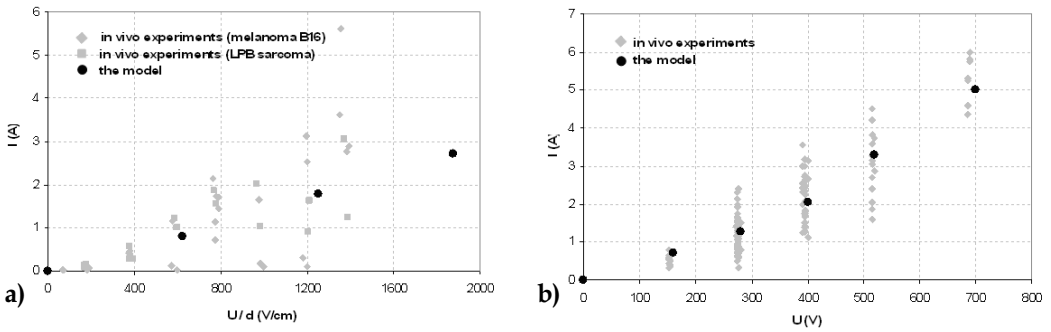 6
5
4
3
2
1
0
I (A)
in vivo experiments (melanoma B16)
in vivo experiments (LPB sarcoma)
the model
0
400
800
1200
1600
2000
U / d (V/cm)
a)
7
6
5
4
3
2
1
0
I (A)
in vivo experiments
the model
0
100
200
300
400
500
600
700
800
U (V)
b)